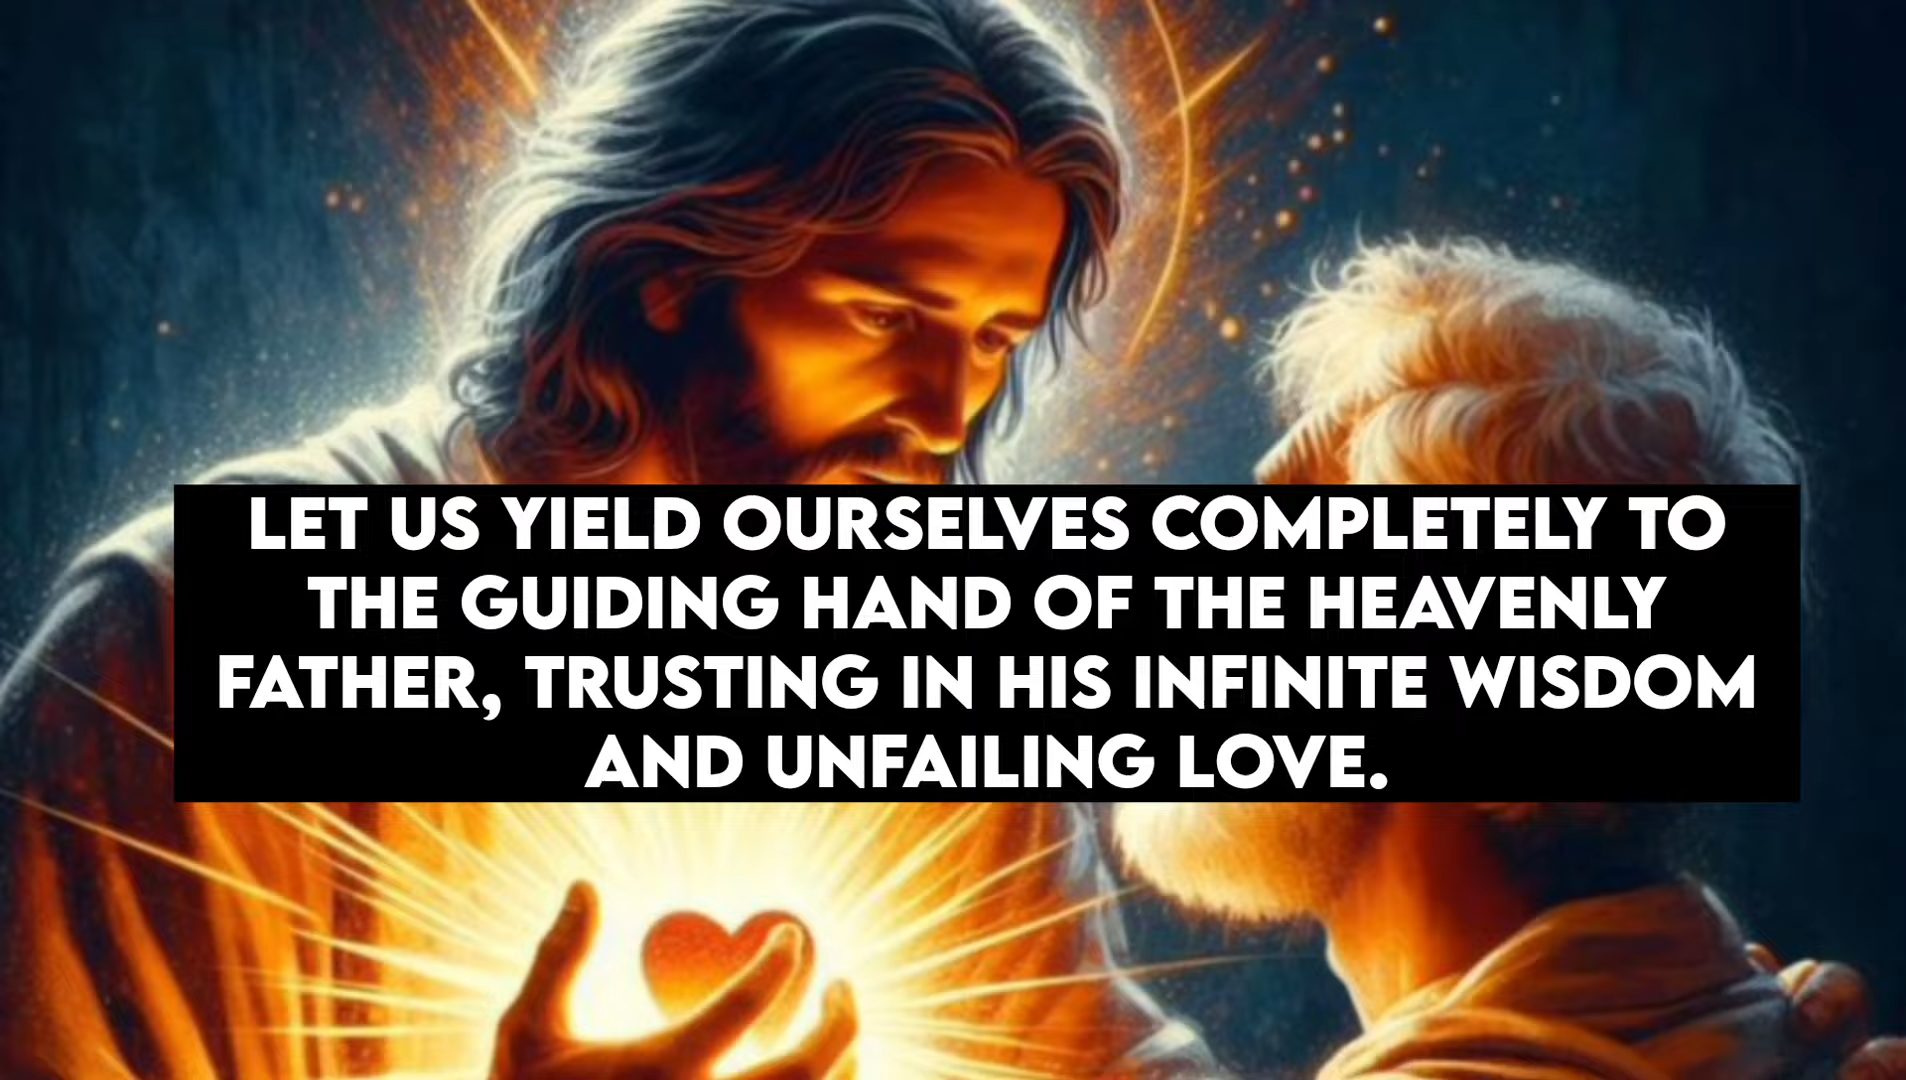 LET US YIELD OURSELVES COMPLETELY TO
THE GUIDING HAND OF THE HEAVENLY
FATHER, TRUSTING IN HIS INFINITE WISDOM
AND UNFAILING LOVE.